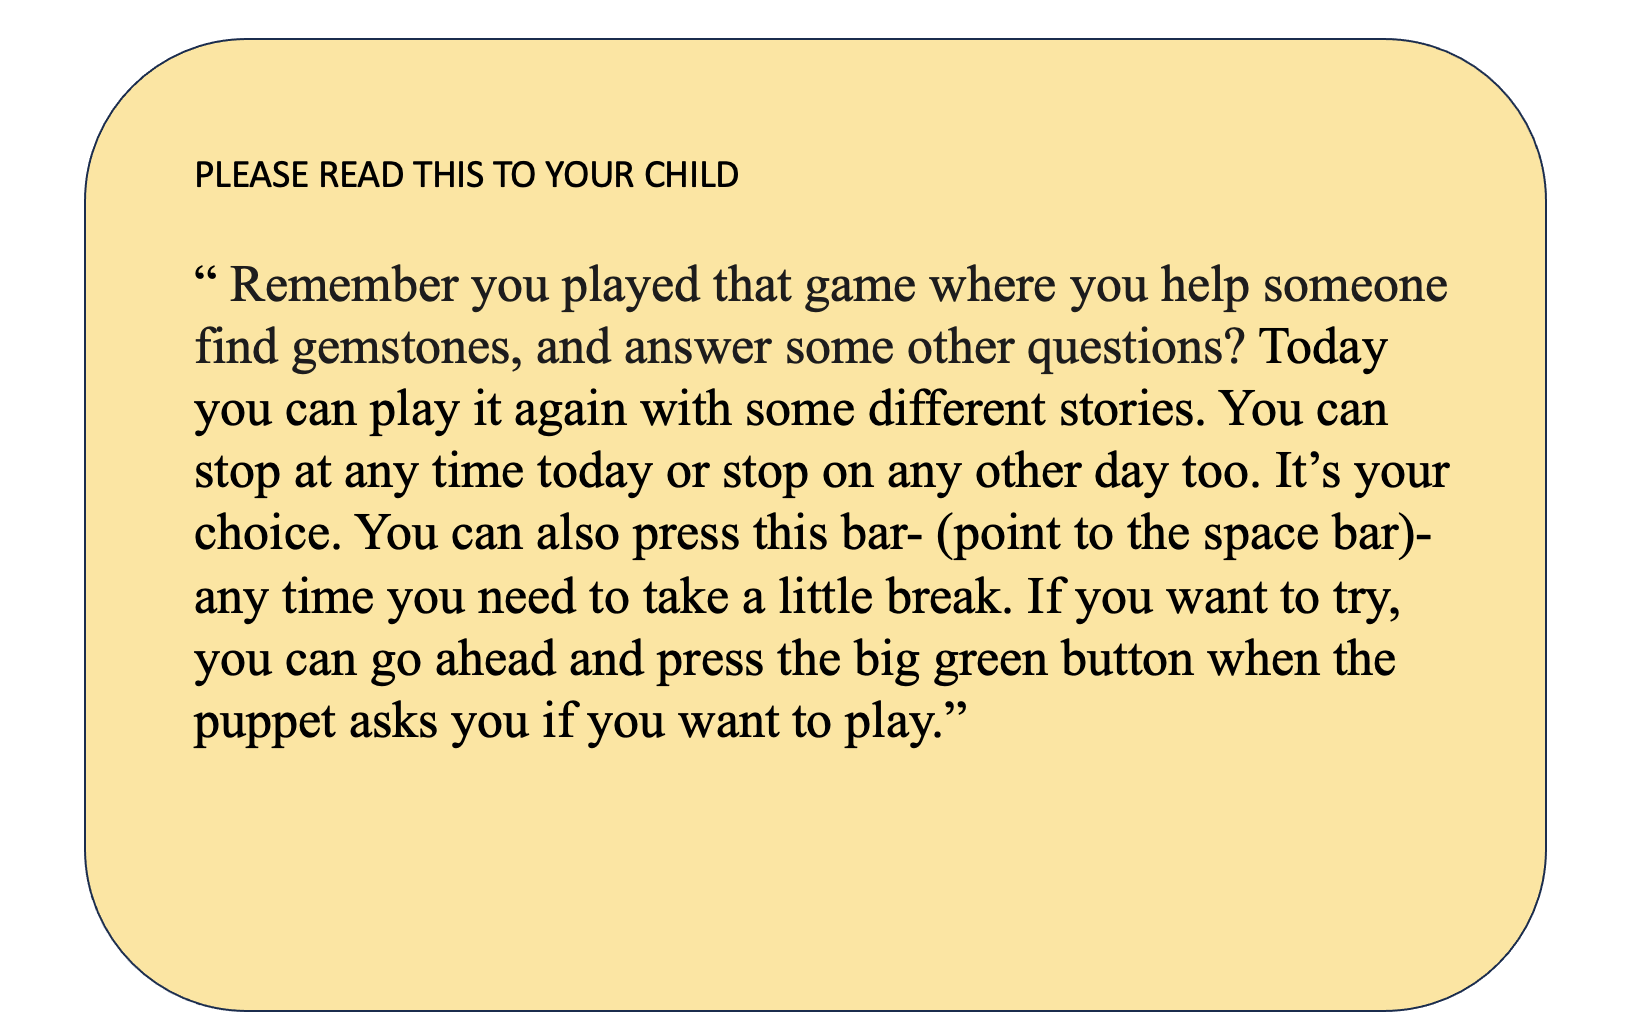 PLEASE READ THIS TO YOUR CHILD
“ Remember you played that game where you help someone
find gemstones, and answer some other questions? Today
you can play it again with some different stories. You can
stop at any time today or stop on any other day too. It’s your
choice. You can also press this bar- (point to the space bar)-
any time you need to take a little break. If you want to try,
you can go ahead and press the big green button when the
puppet asks you if you want to play.”